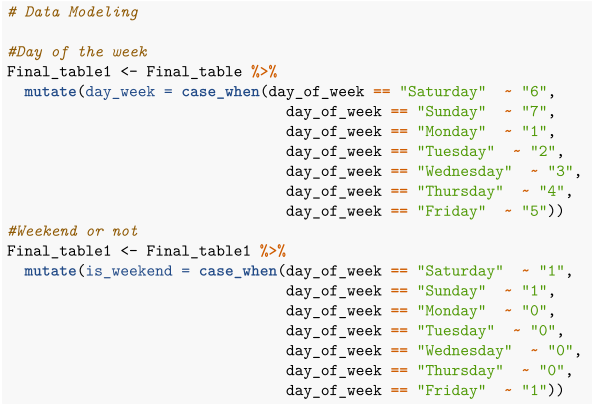 # Data Modeling
#Day of the week
Final_table1 <- Final_table %>%
  mutate(day_week = case_when(day_of_week == "Saturday"  ~ "6",
                              day_of_week == "Sunday"  ~ "7",
                              day_of_week == "Monday"  ~ "1",
                              day_of_week == "Tuesday"  ~ "2",
                              day_of_week == "Wednesday"  ~ "3",
                              day_of_week == "Thursday"  ~ "4",
                              day_of_week == "Friday"  ~ "5"))
#Weekend or not
Final_table1 <- Final_table1 %>%
  mutate(is_weekend = case_when(day_of_week == "Saturday"  ~ "1",
                              day_of_week == "Sunday"  ~ "1",
                              day_of_week == "Monday"  ~ "0",
                              day_of_week == "Tuesday"  ~ "0",
                              day_of_week == "Wednesday"  ~ "0",
                              day_of_week == "Thursday"  ~ "0",
                              day_of_week == "Friday"  ~ "1"))